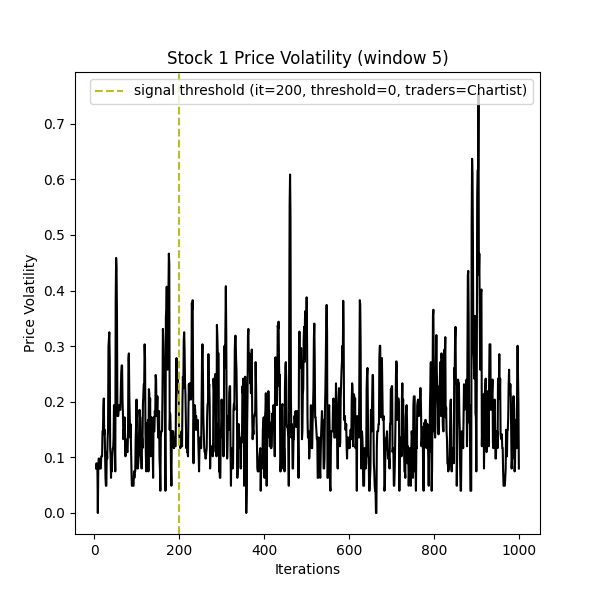 Stock 1 Price Volatility (window 5)
signal threshold (it=200, threshold=0, traders=Chartist)
0.7
0.6
0.5
0.4
0.3
0.2
0.1
0.0
Price Volatility
0 200 400 600 800 1000
Iterations